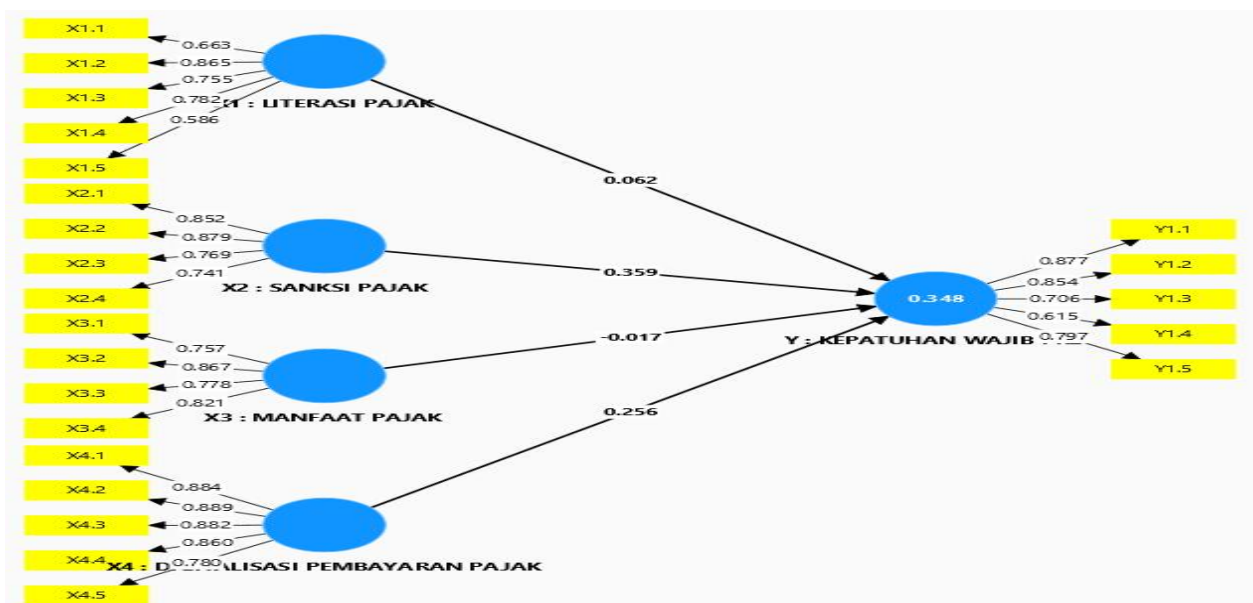 X1.1
X1.2
X1.3
X1.4
X1.5
0.663
0.865
0.755
0.782
0.586
: LITERASI PAJAK
X2.1
X2.2
X2.3
X2.4
0.852
0.879
0.769
0.741
X2 : SANKSI PAJAK
X3.1
X3.2
X3.3
X3.4
0.757
0.867
0.778
0.821
X3 : MANFAAT PAJAK
X4.1
X4.2
X4.3
X4.4
X4.5
0.884
0.889
0.882
0.860
0.780
X4 : PEMBAYARAN PAJAK
0.062
0.359
-0.017
0.256
0.348
Y : KEPATUHAN WAJIB
0.877
0.854
0.706
0.615
0.797
Y1.1
Y1.2
Y1.3
Y1.4
Y1.5